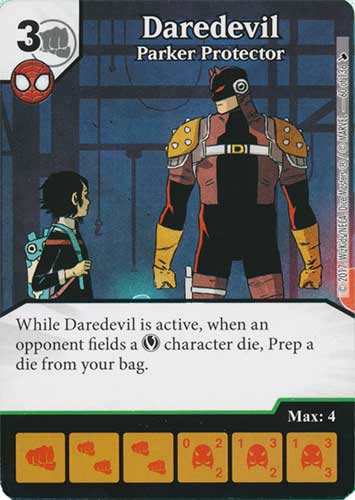 3
Daredevil
Parker Protector
While Daredevil is active, when an
opponent fields a character die, Prep a
die from your bag.
Max: 4
0 2 2
1 3 3
1 3 3